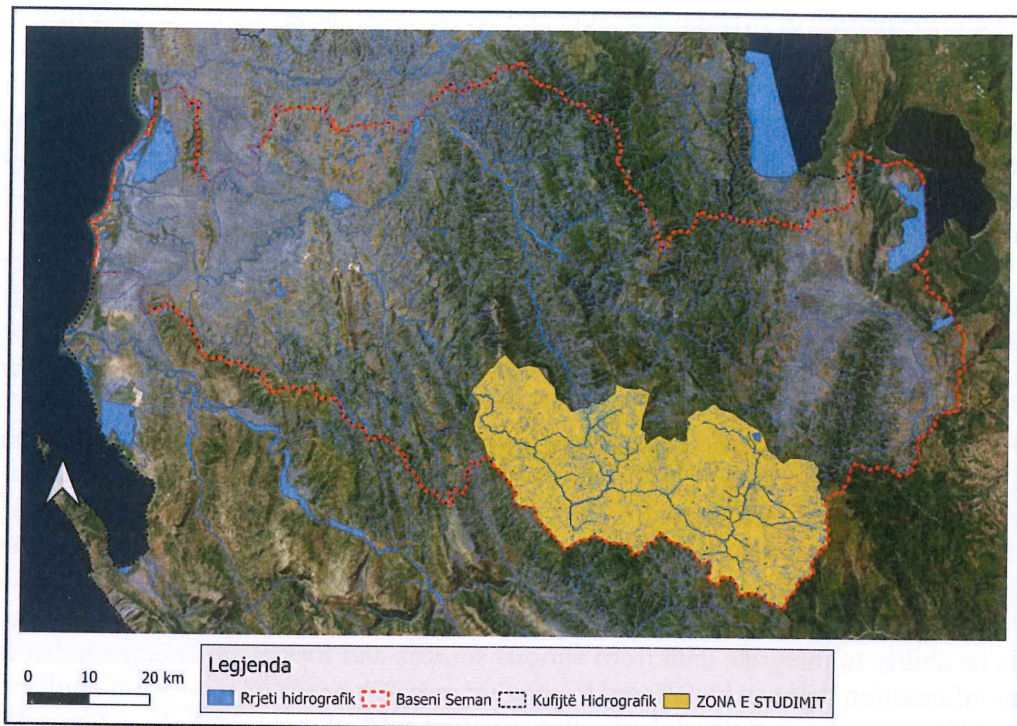 Legjenda
Rrjeti hidrografik Baseni Seman Kufijtë Hidrografik ZONA E STUDIMIT
0 10 20 km